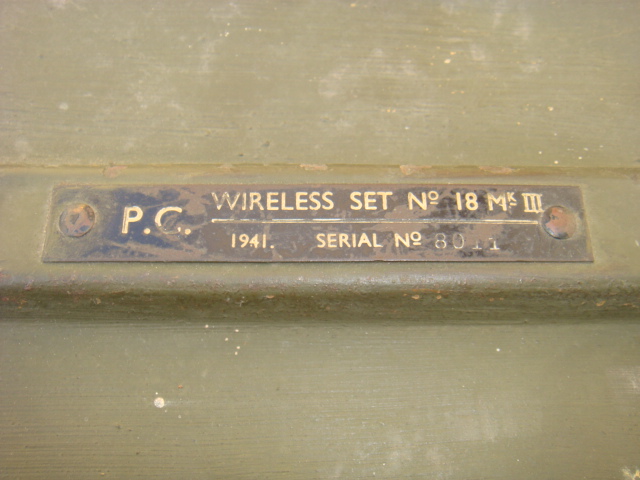 P.C. WIRELESS SET Nº 18 Mᴷ III
1941. SERIAL Nº 8011